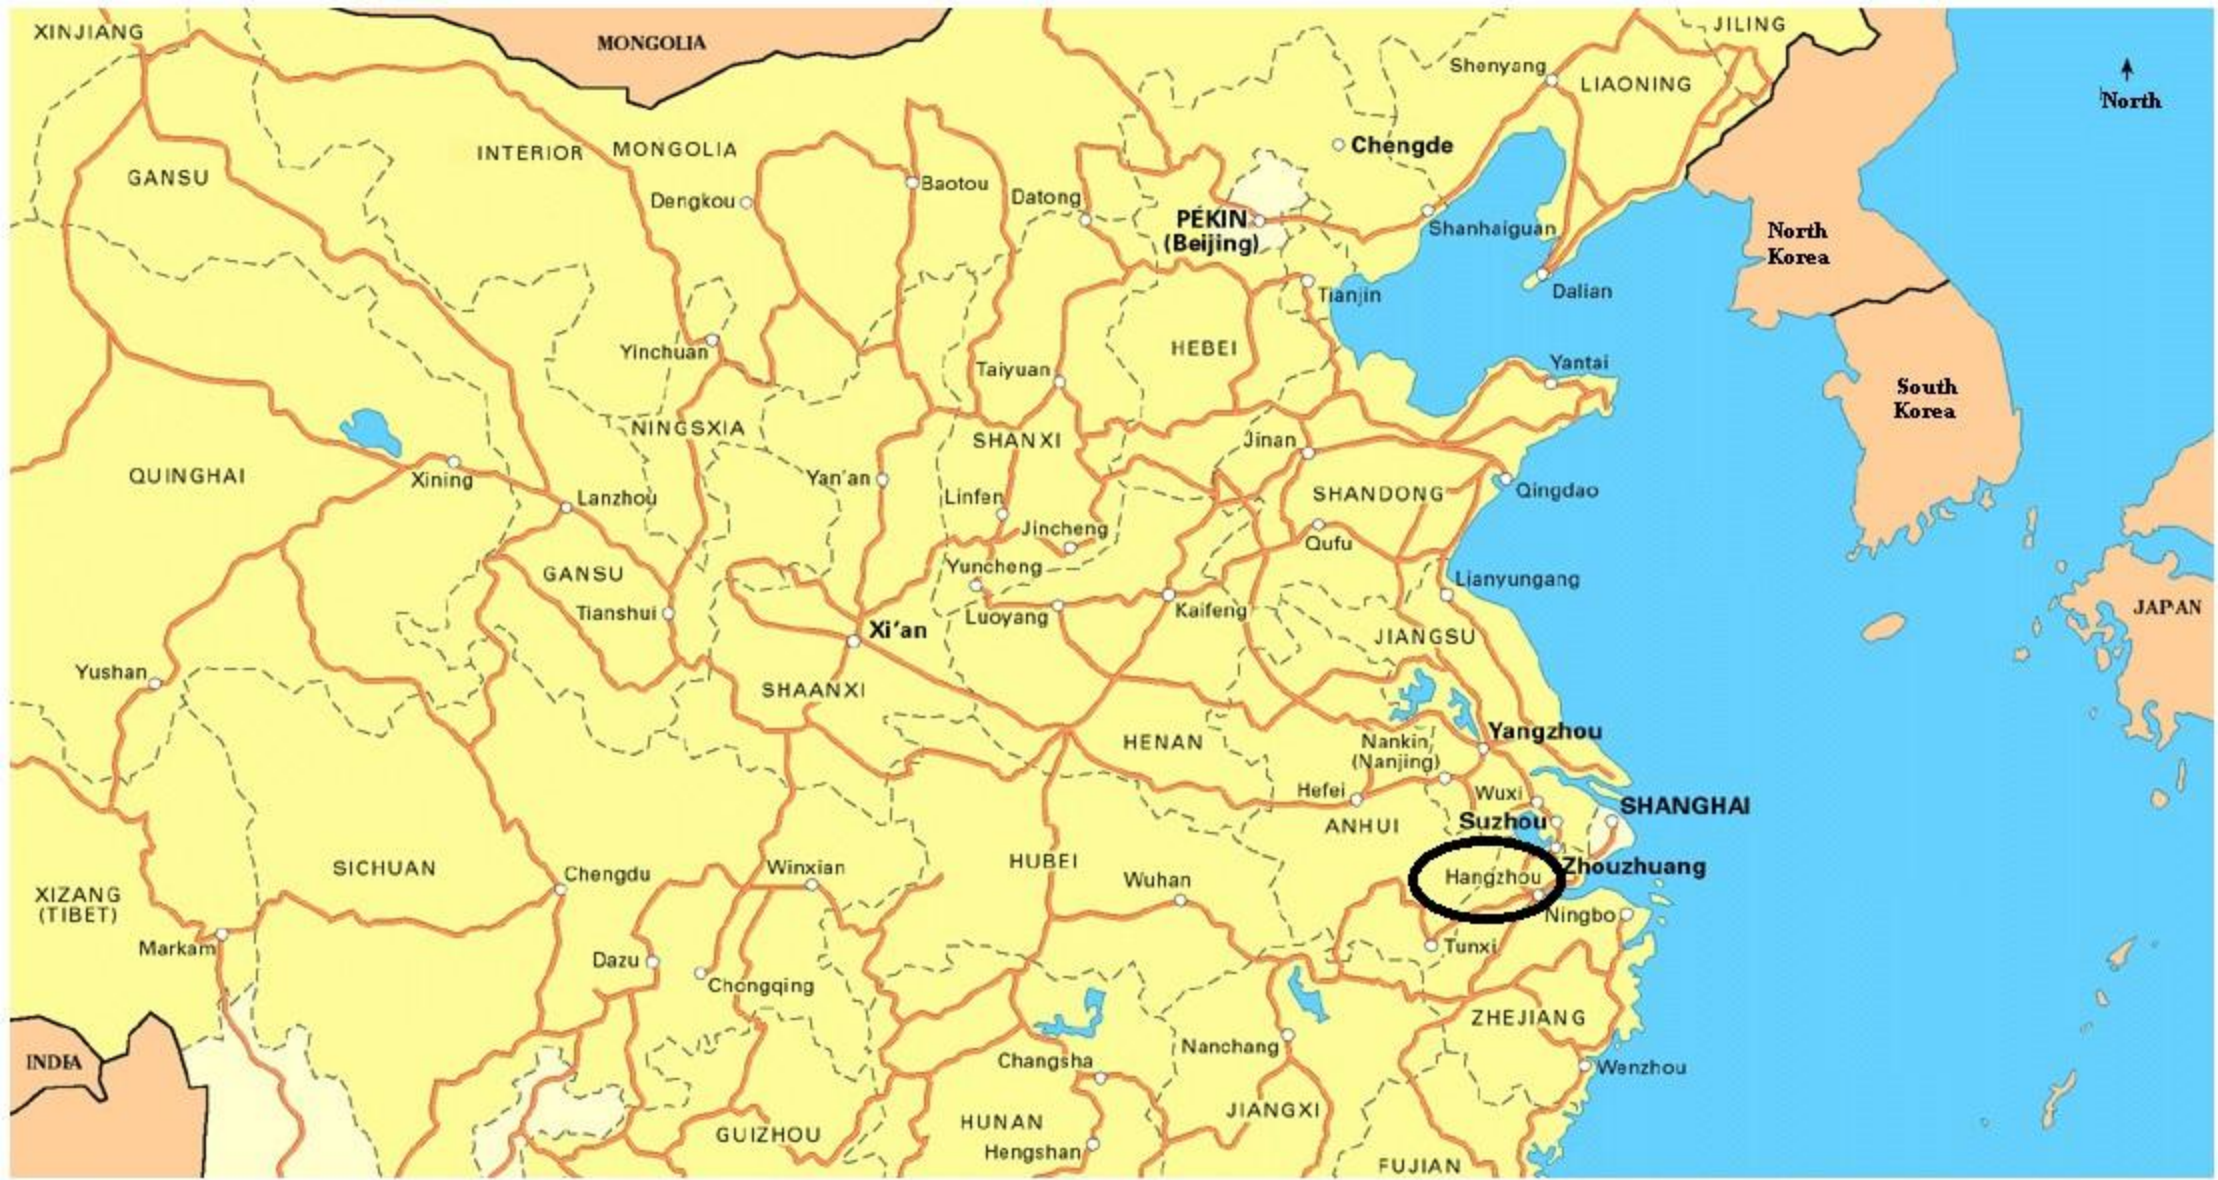 XINJIANG
MONGOLIA
JILING
Shenyang
LIAONING
North
Chengde
INTERIOR MONGOLIA
GANSU
Baotou
Datong
Dengkou
PÉKIN
(Beijing)
Shanhaiguan
North
Korea
Dalian
Tianjin
Yinchuan
HEBEI
Taiyuan
Yantai
South
Korea
NINGSXIA
SHANXI
Jinan
QUINGHAI
Xining
Yan'an
Lanzhou
Linfen
SHANDONG
Qingdao
Jincheng
Qufu
GANSU
Yuncheng
Lianyungang
Tianshui
Luoyang
Kaifeng
JAPAN
Xi'an
JIANGSU
Yushan
SHAANXI
HENAN
Yangzhou
Nankin
(Nanjing)
Hefei
Wuxi
SHANGHAI
ANHUI
Suzhou
SICHUAN
Chengdu
Winxian
HUBEI
Wuhan
Hangzhou
Zhouzhuang
XIZANG
(TIBET)
Ningbo
Markam
Tunxi
Dazu
Chongqing
ZHEJIANG
Nanchang
INDIA
Changsha
Wenzhou
JIANGXI
HUNAN
GUIZHOU
Hengshan
FUJIAN